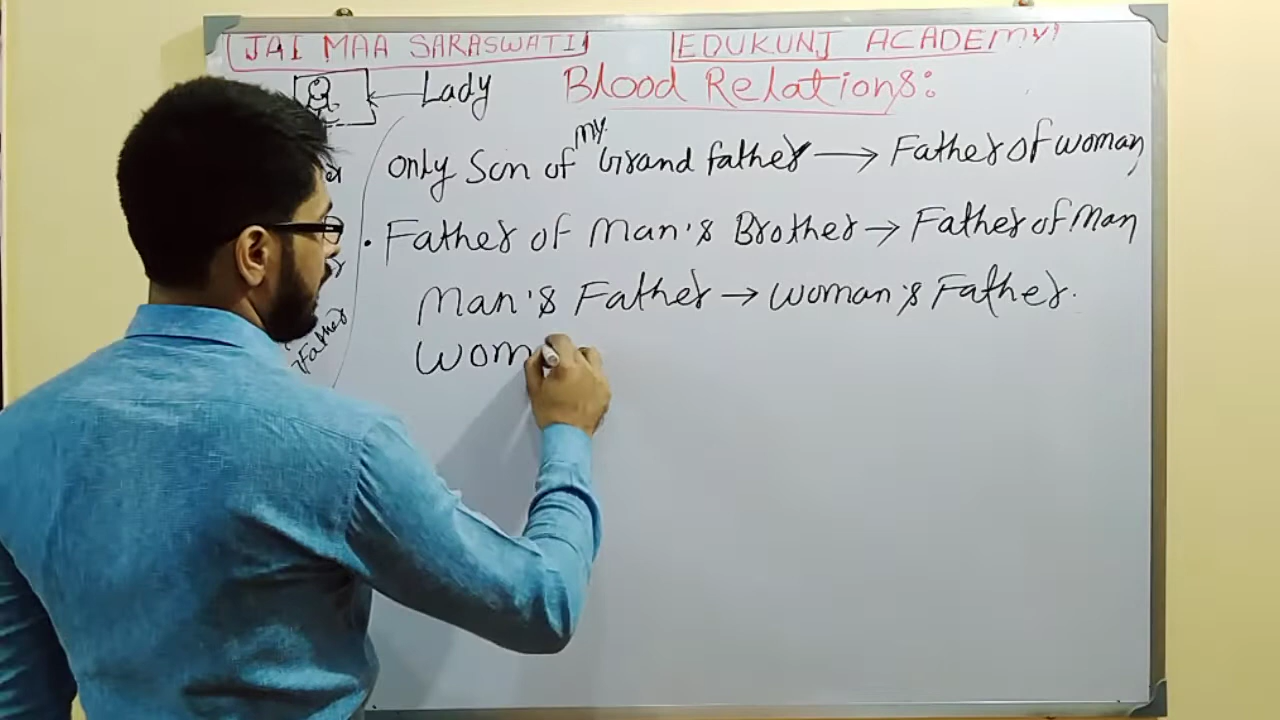 JAI MAA SARASWATI EDUKUNJ ACADEMY
Lady Blood Relations:
my
only Son of Grand father → Father of woman
. Father of Man's Brother → Father of Man
Man's Father → woman's Father.
Father
wom